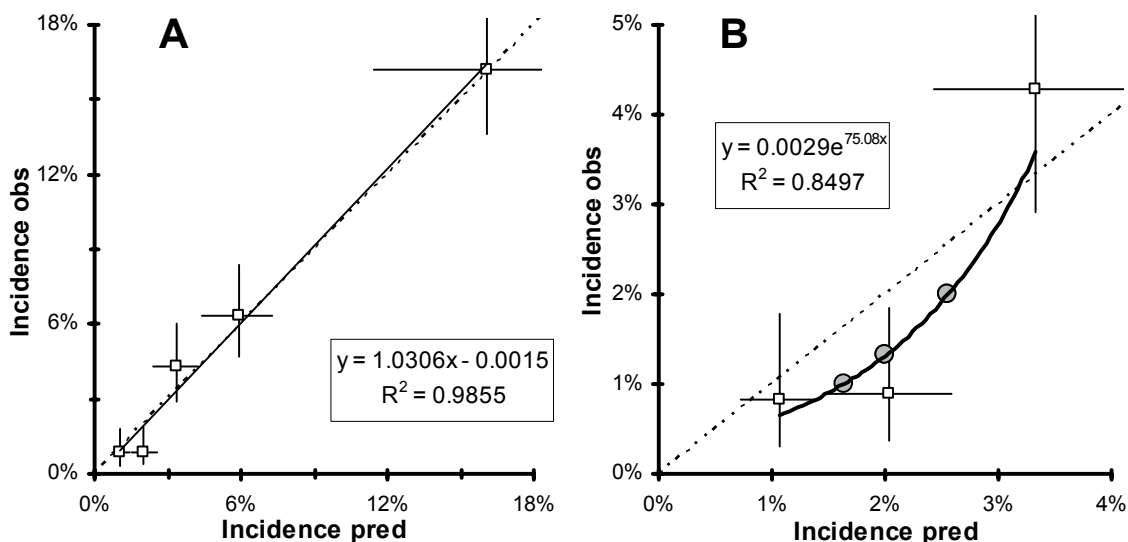 A
18%
12%
6%
0%
Incidence obs
y = 1.0306x - 0.0015
R² = 0.9855
0% 6% 12% 18%
Incidence pred
B
5%
4%
3%
2%
1%
0%
Incidence obs
y = 0.0029e^75.08x
R² = 0.8497
0% 1% 2% 3% 4%
Incidence pred